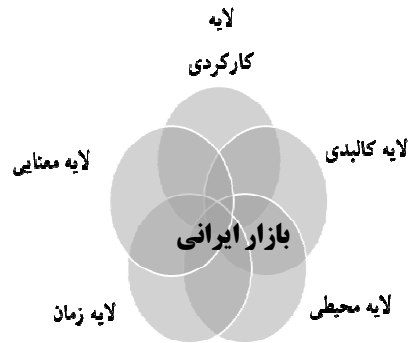 لایه
کارکردی
لایه کالبدی
لایه معنایی
بازار ایرانی
لایه محیطی
لایه زمان